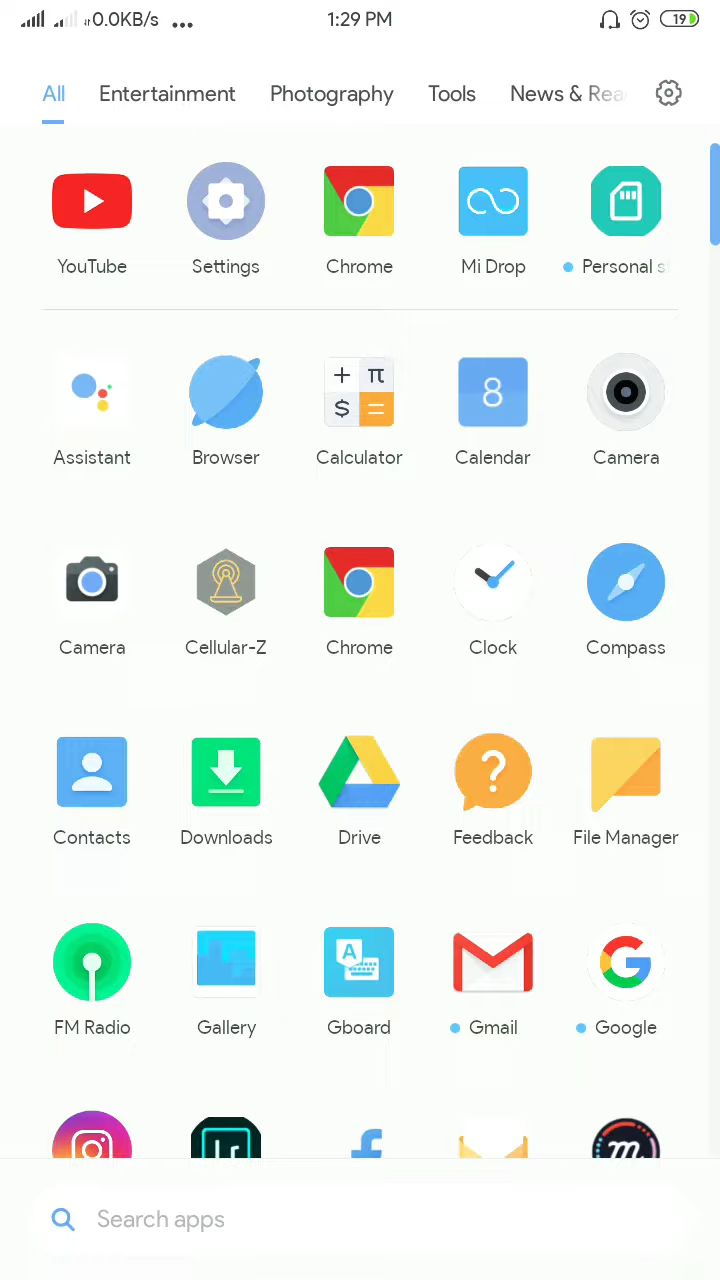 0.0KB/s ... 1:29 PM 19
All Entertainment Photography Tools News & Rea
YouTube Settings Chrome Mi Drop Personal s
+ π
$ =
8
Assistant Browser Calculator Calendar Camera
Camera Cellular-Z Chrome Clock Compass
?
Contacts Downloads Drive Feedback File Manager
A
G
FM Radio Gallery Gboard Gmail Google
Lr f m
Search apps